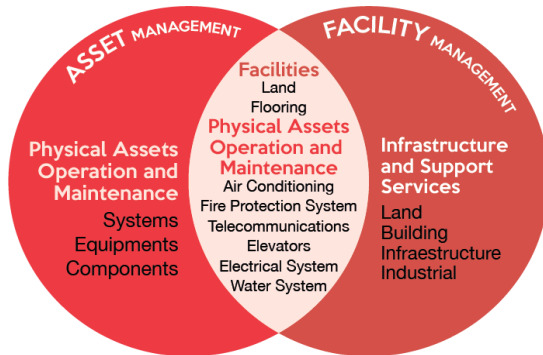 ASSET MANAGEMENT
Physical Assets
Operation and
Maintenance
Systems
Equipments
Components
Facilities
Land
Flooring
Physical Assets
Operation and
Maintenance
Air Conditioning
Fire Protection System
Telecommunications
Elevators
Electrical System
Water System
FACILITY MANAGEMENT
Infrastructure
and Support
Services
Land
Building
Infraestructure
Industrial